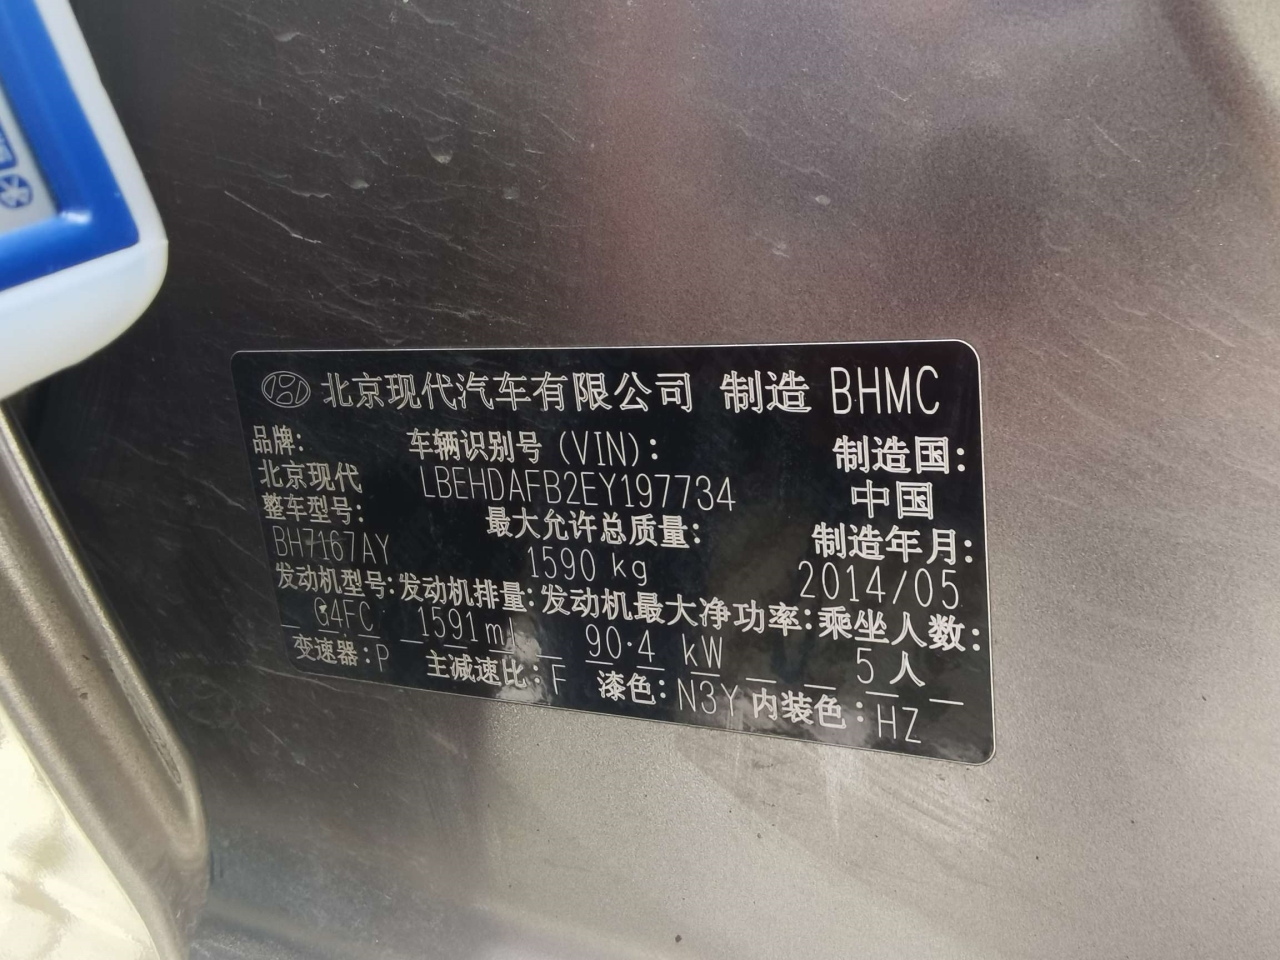 北京现代汽车有限公司 制造 BHMC
品牌: 车辆识别号 (VIN): 制造国:
北京现代 LBEHDAFB2EY197734 中国
整车型号: 最大允许总质量: 制造年月:
BH7167AY 1590 kg 2014/05
发动机型号: 发动机排量: 发动机最大净功率: 乘坐人数:
G4FC 1591 mL 90.4 kW 5人
变速器: P 主减速比: F 漆色: N3Y 内装色: HZ